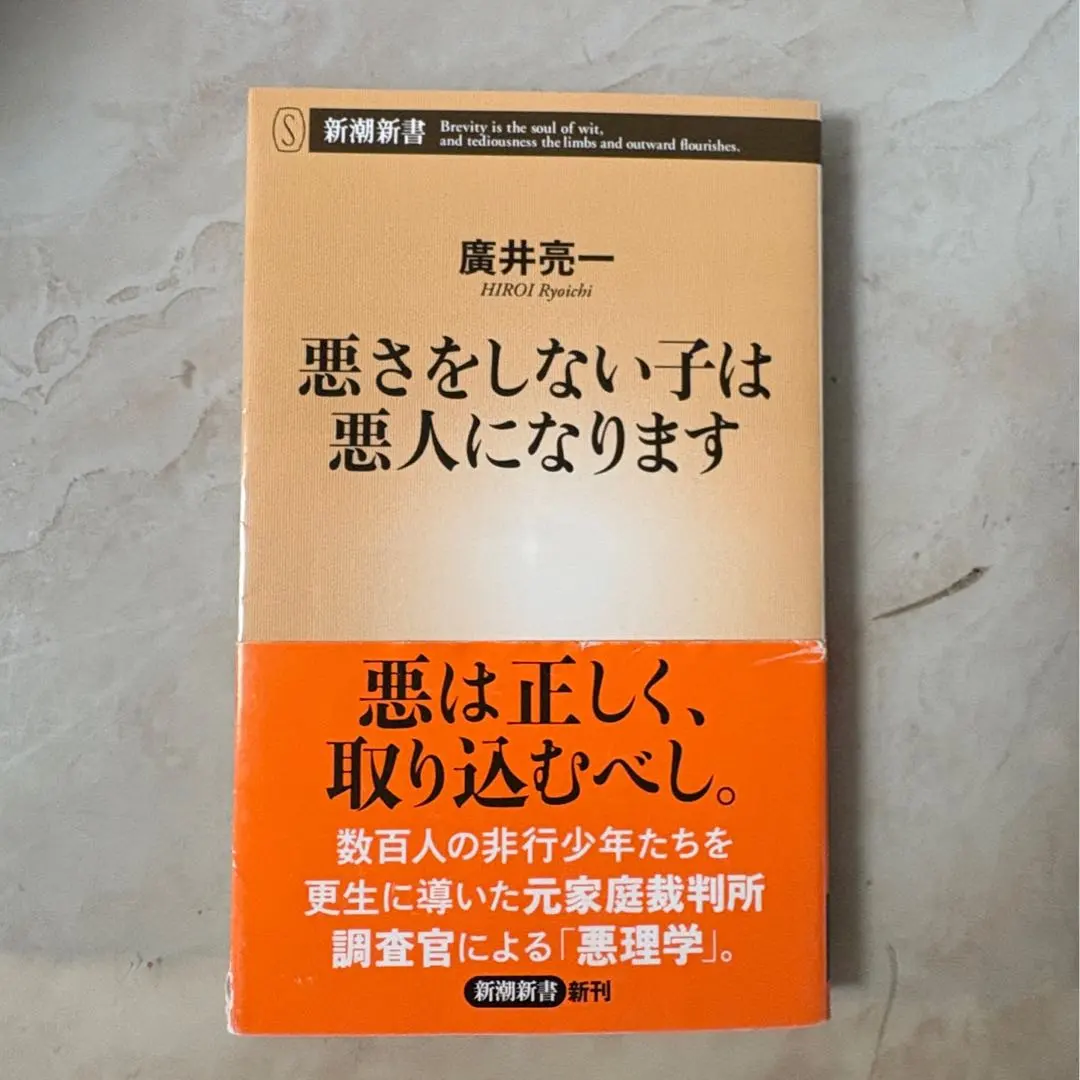 S
新潮新書
Brevity is the soul of wit,
and tediousness the limbs and outward flourishes.
廣井亮一
HIROI Ryoichi
悪さをしない子は
悪人になります
悪は正しく、
取り込むべし。
数百人の非行少年たちを
更生に導いた元家庭裁判所
調査官による「悪理学」。
新潮新書 新刊